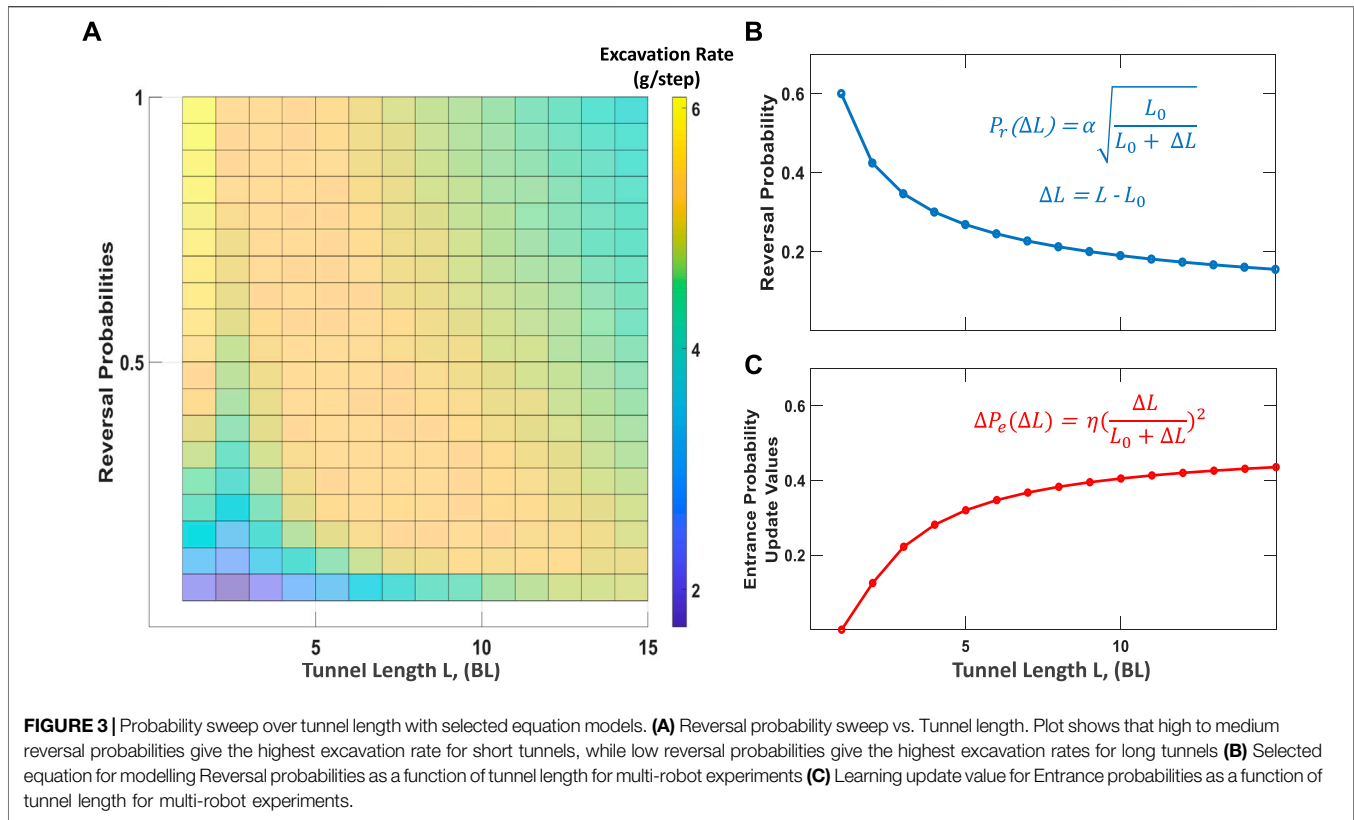 A
Excavation Rate
(g/step)
6
4
2
1
0.5
Reversal Probabilities
5
10
15
Tunnel Length L, (BL)
B
0.6
0.4
0.2
Reversal Probability
P_r(ΔL) = α√(L_0/(L_0 + ΔL))
ΔL = L - L_0
5
10
C
0.6
0.4
0.2
Entrance Probability
Update Values
ΔP_e(ΔL) = η(ΔL/(L_0 + ΔL))^2
5
10
Tunnel Length L, (BL)
FIGURE 3 | Probability sweep over tunnel length with selected equation models. (A) Reversal probability sweep vs. Tunnel length. Plot shows that high to medium
reversal probabilities give the highest excavation rate for short tunnels, while low reversal probabilities give the highest excavation rates for long tunnels (B) Selected
equation for modelling Reversal probabilities as a function of tunnel length for multi-robot experiments (C) Learning update value for Entrance probabilities as a function of
tunnel length for multi-robot experiments.